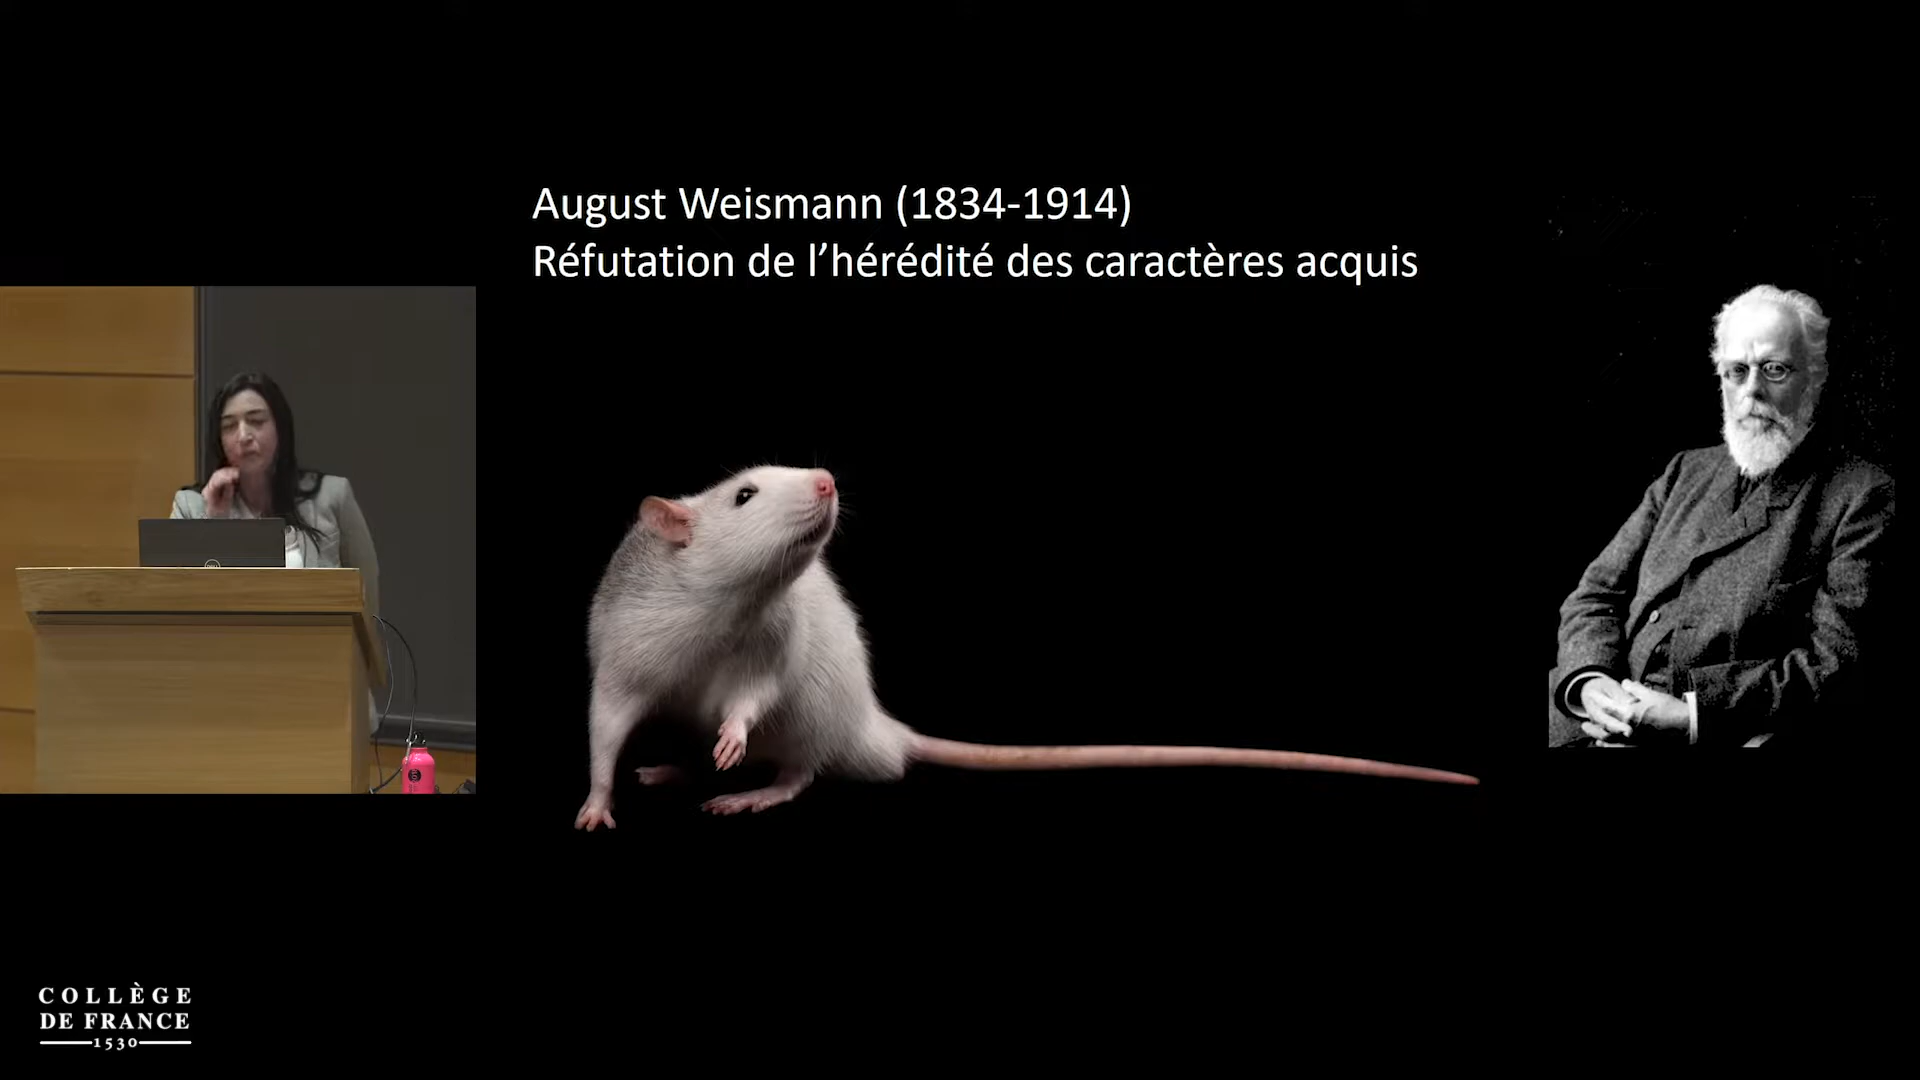 August Weismann (1834-1914)
Réfutation de l’hérédité des caractères acquis
COLLÈGE
DE FRANCE
1530